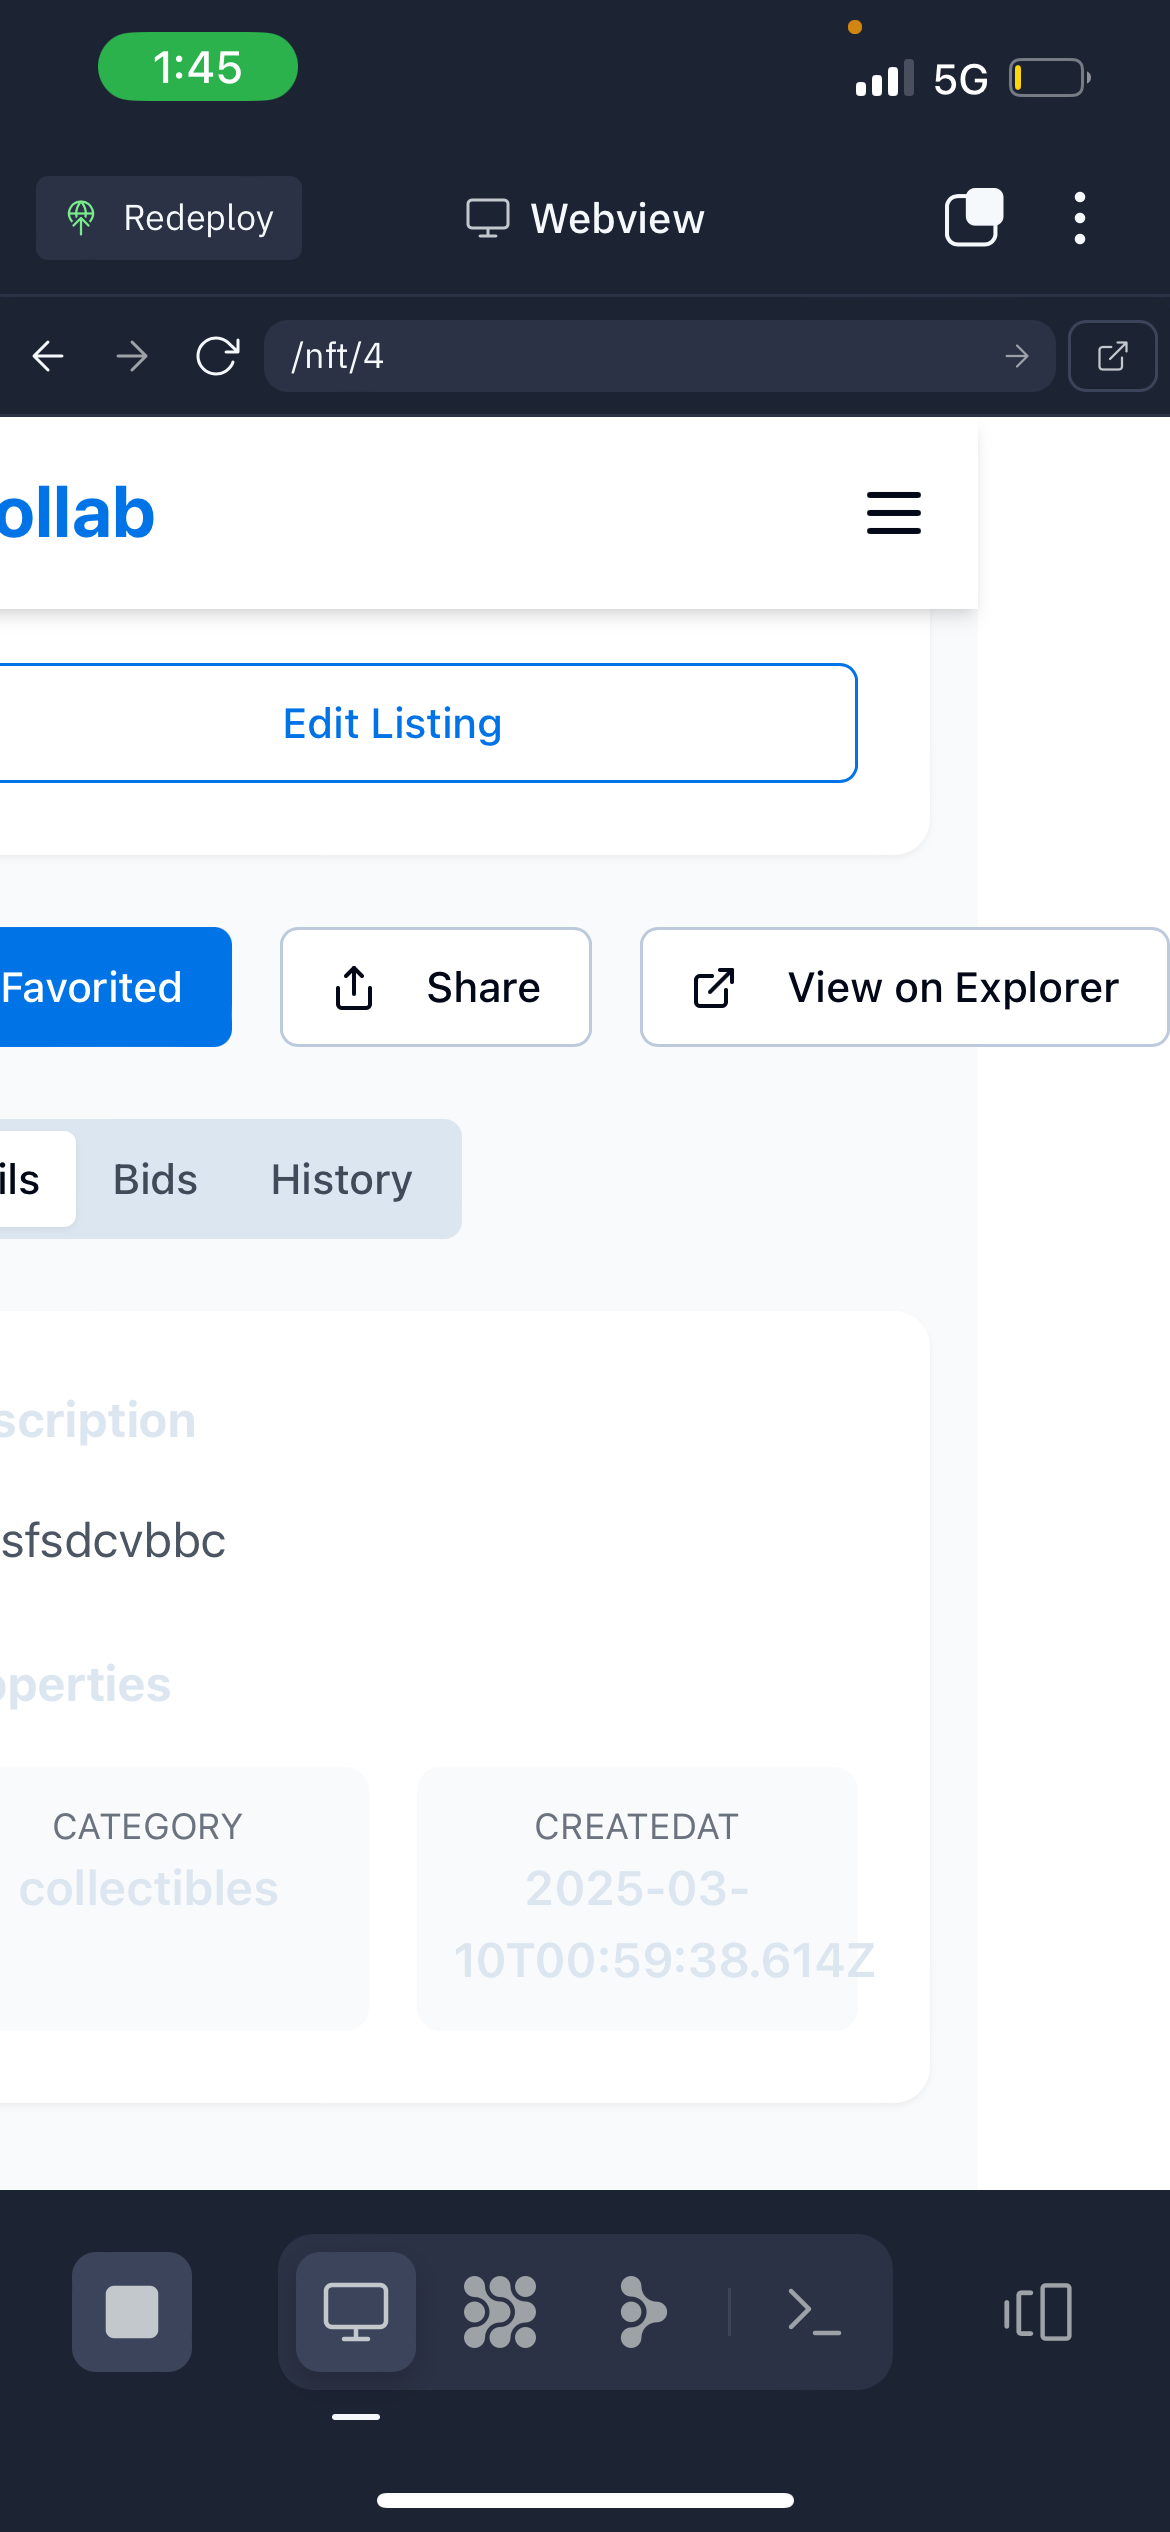 1:45
5G
Redeploy
Webview
/nft/4
ollab
Edit Listing
Favorited
Share
View on Explorer
ils
Bids
History
scription
sfsdcvbbc
perties
CATEGORY
collectibles
CREATEDAT
2025-03-
10T00:59:38.614Z